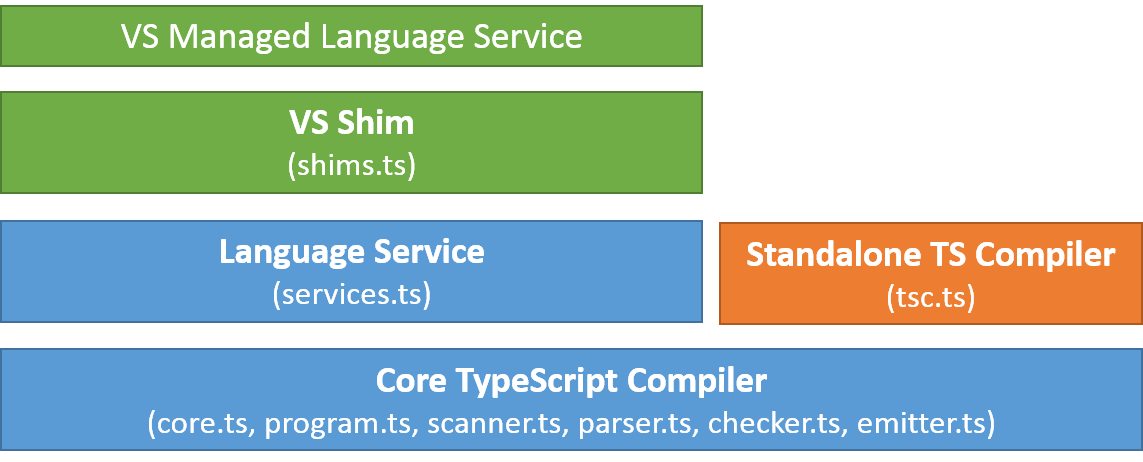 VS Managed Language Service
VS Shim
(shims.ts)
Language Service
(services.ts)
Standalone TS Compiler
(tsc.ts)
Core TypeScript Compiler
(core.ts, program.ts, scanner.ts, parser.ts, checker.ts, emitter.ts)